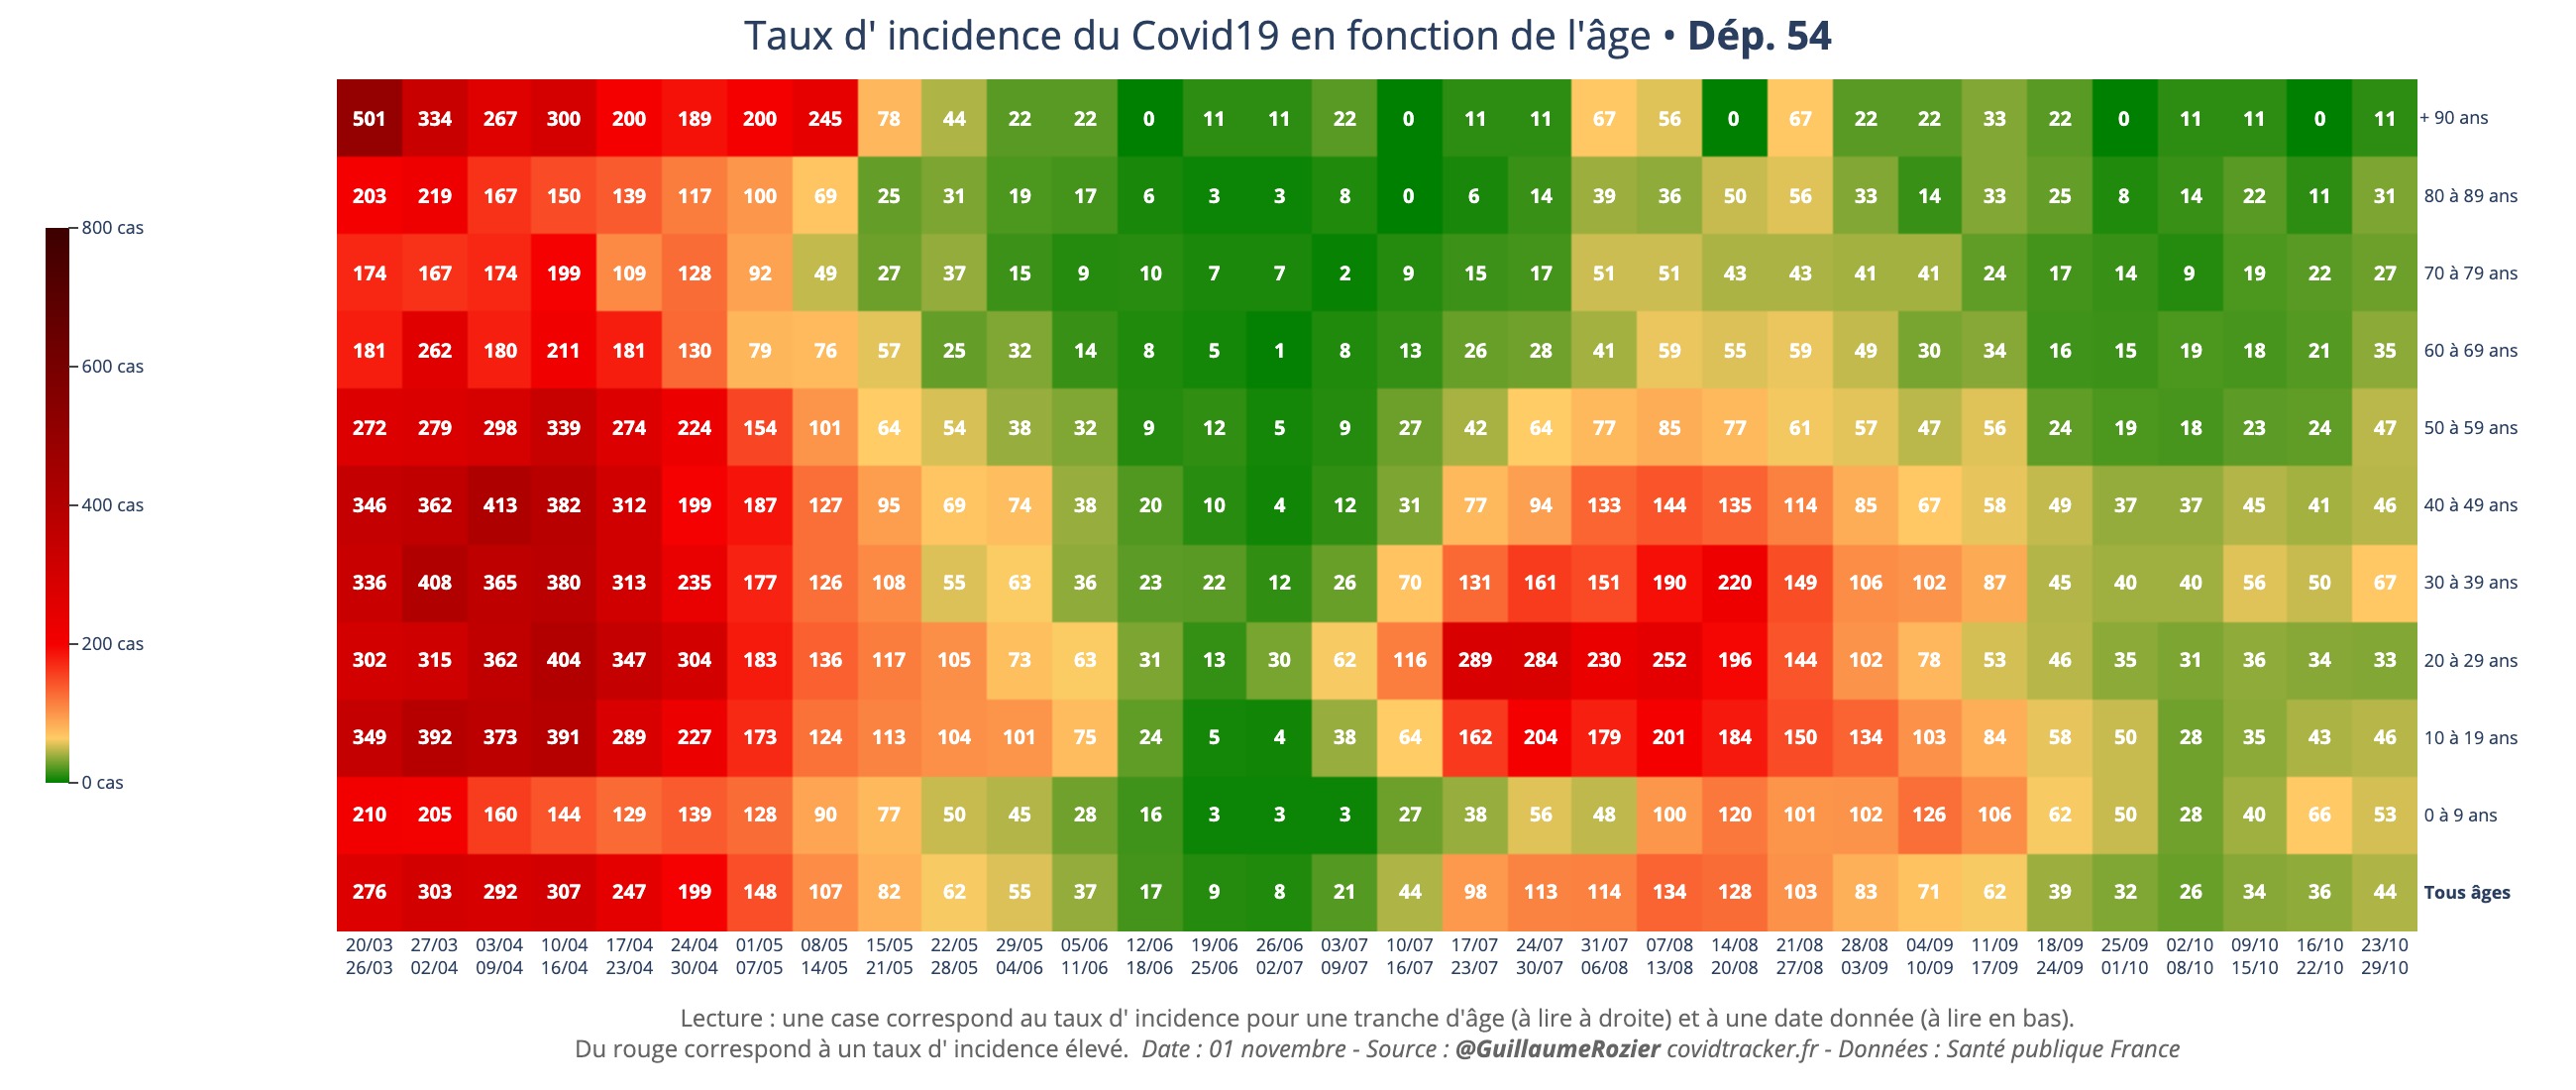 Taux d' incidence du Covid19 en fonction de l'âge • Dép. 54
501 334 267 300 200 189 200 245 78 44 22 22 0 11 11 22 0 11 11 67 56 0 67 22 22 33 22 0 11 11 0 11 + 90 ans
203 219 167 150 139 117 100 69 25 31 19 17 6 3 3 8 0 6 14 39 36 50 56 33 14 33 25 8 14 22 11 31 80 à 89 ans
800 cas
174 167 174 199 109 128 92 49 27 37 15 9 10 7 7 2 9 15 17 51 51 43 43 41 41 24 17 14 9 19 22 27 70 à 79 ans
181 262 180 211 181 130 79 76 57 25 32 14 8 5 1 8 13 26 28 41 59 55 59 49 30 34 16 15 19 18 21 35 60 à 69 ans
600 cas
272 279 298 339 274 224 154 101 64 54 38 32 9 12 5 9 27 42 64 77 85 77 61 57 47 56 24 19 18 23 24 47 50 à 59 ans
400 cas
346 362 413 382 312 199 187 127 95 69 74 38 20 10 4 12 31 77 94 133 144 135 114 85 67 58 49 37 37 45 41 46 40 à 49 ans
336 408 365 380 313 235 177 126 108 55 63 36 23 22 12 26 70 131 161 151 190 220 149 106 102 87 45 40 40 56 50 67 30 à 39 ans
200 cas
302 315 362 404 347 304 183 136 117 105 73 63 31 13 30 62 116 289 284 230 252 196 144 102 78 53 46 35 31 36 34 33 20 à 29 ans
349 392 373 391 289 227 173 124 113 104 101 75 24 5 4 38 64 162 204 179 201 184 150 134 103 84 58 50 28 35 43 46 10 à 19 ans
0 cas
210 205 160 144 129 139 128 90 77 50 45 28 16 3 3 3 27 38 56 48 100 120 101 102 126 106 62 50 28 40 66 53 0 à 9 ans
276 303 292 307 247 199 148 107 82 62 55 37 17 9 8 21 44 98 113 114 134 128 103 83 71 62 39 32 26 34 36 44 Tous âges
20/03 27/03 03/04 10/04 17/04 24/04 01/05 08/05 15/05 22/05 29/05 05/06 12/06 19/06 26/06 03/07 10/07 17/07 24/07 31/07 07/08 14/08 21/08 28/08 04/09 11/09 18/09 25/09 02/10 09/10 16/10 23/10
26/03 02/04 09/04 16/04 23/04 30/04 07/05 14/05 21/05 28/05 04/06 11/06 18/06 25/06 02/07 09/07 16/07 23/07 30/07 06/08 13/08 20/08 27/08 03/09 10/09 17/09 24/09 01/10 08/10 15/10 22/10 29/10
Lecture : une case correspond au taux d' incidence pour une tranche d'âge (à lire à droite) et à une date donnée (à lire en bas).
Du rouge correspond à un taux d' incidence élevé. Date : 01 novembre - Source : @GuillaumeRozier covidtracker.fr - Données : Santé publique France